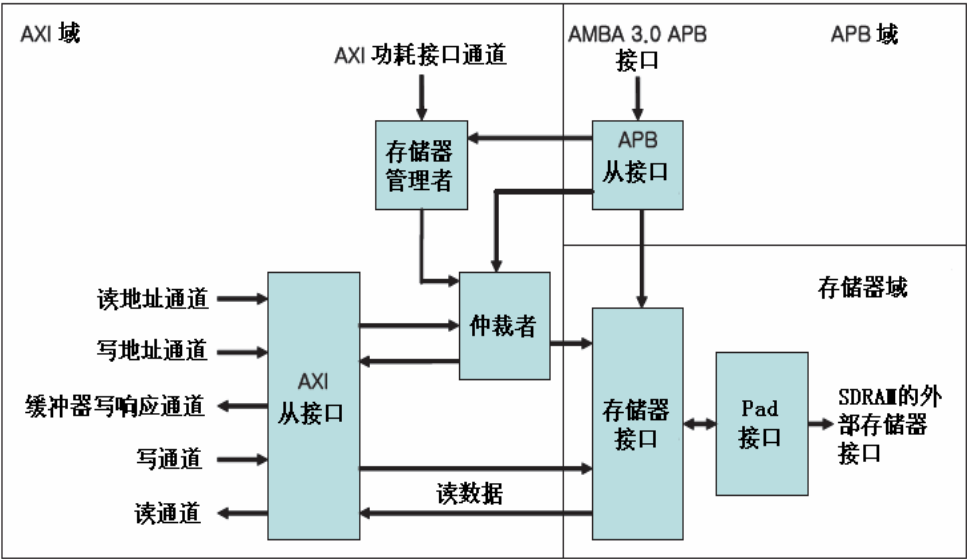 AXI 域
AMBA 3.0 APB
接口
APB 域
AXI 功耗接口通道
存储器
管理者
APB
从接口
存储器域
读地址通道
写地址通道
缓冲器写响应通道
写通道
读通道
AXI
从接口
仲裁者
读数据
存储器
接口
Pad
接口
SDRAM的外
部存储器
接口